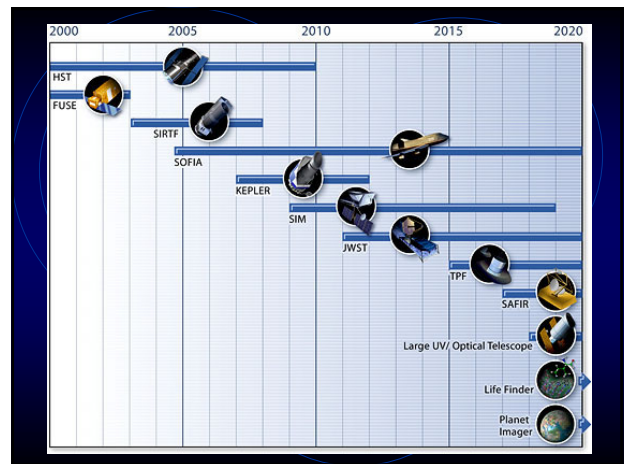 2000 2005 2010 2015 2020
HST
FUSE
SIRTF
SOFIA
KEPLER
SIM
JWST
TPF
SAFIR
Large UV/ Optical Telescope
Life Finder
Planet
Imager